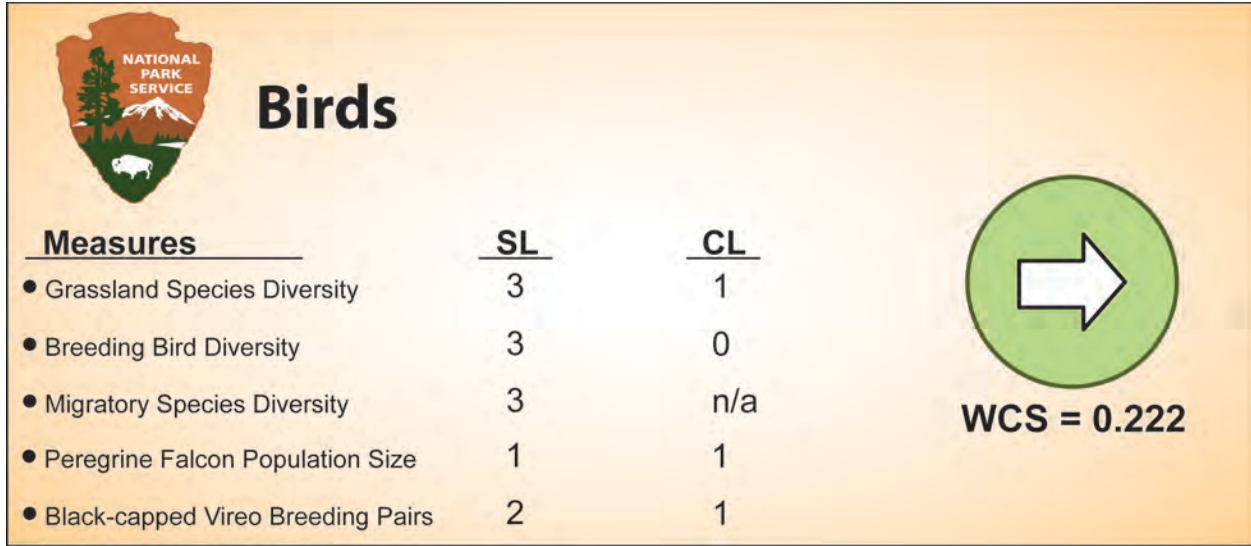 NATIONAL
PARK
SERVICE
Birds
Measures SL CL
• Grassland Species Diversity 3 1
• Breeding Bird Diversity 3 0
• Migratory Species Diversity 3 n/a
• Peregrine Falcon Population Size 1 1
• Black-capped Vireo Breeding Pairs 2 1
WCS = 0.222